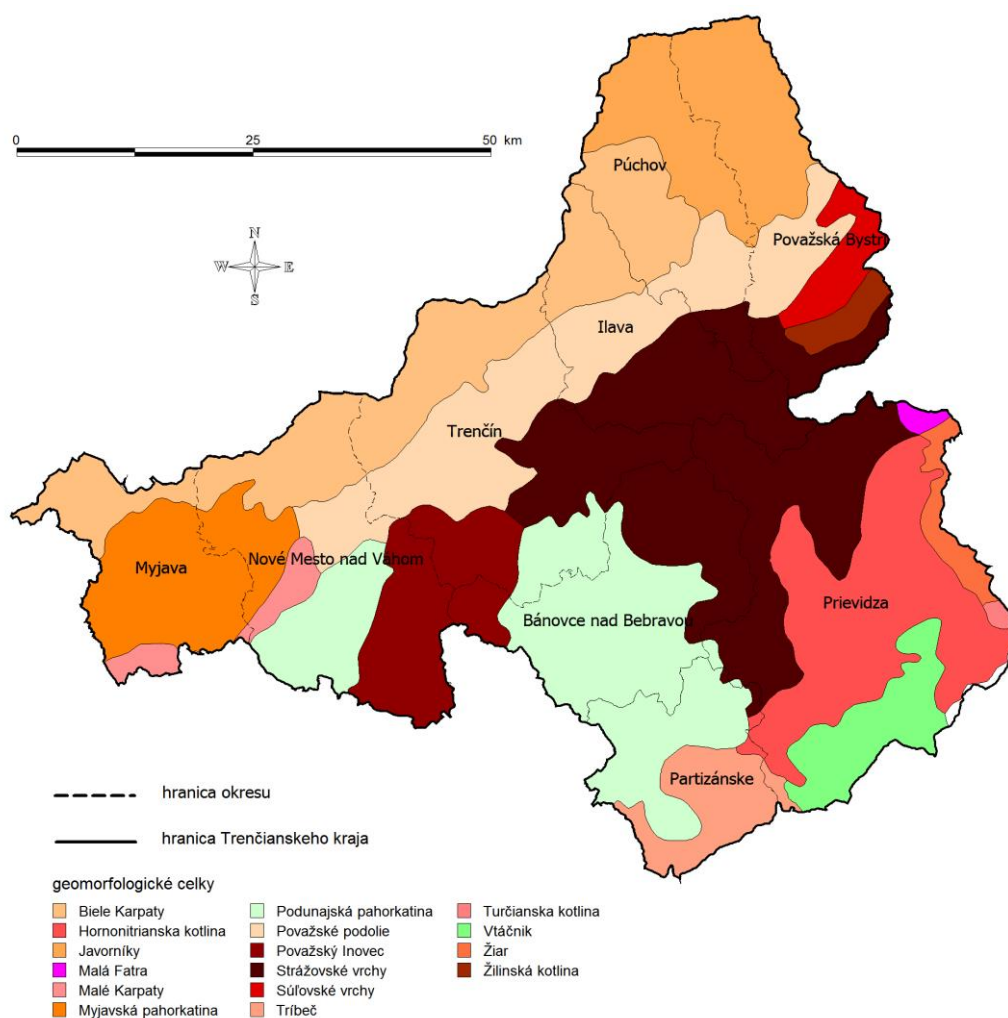 0 25 50 km
Púchov
N
Považská Bystri
W E
S
Ilava
Trenčín
Nové Mesto nad Váhom
Myjava
Prievidza
Bánovce nad Bebravou
Partizánske
hranica okresu
hranica Trenčianskeho kraja
geomorfologické celky
Biele Karpaty
Hornonitrianska kotlina
Javorníky
Malá Fatra
Malé Karpaty
Myjavská pahorkatina
Podunajská pahorkatina
Považské podolie
Považský Inovec
Strážovské vrchy
Súľovské vrchy
Tríbeč
Turčianska kotlina
Vtáčnik
Žiar
Žilinská kotlina